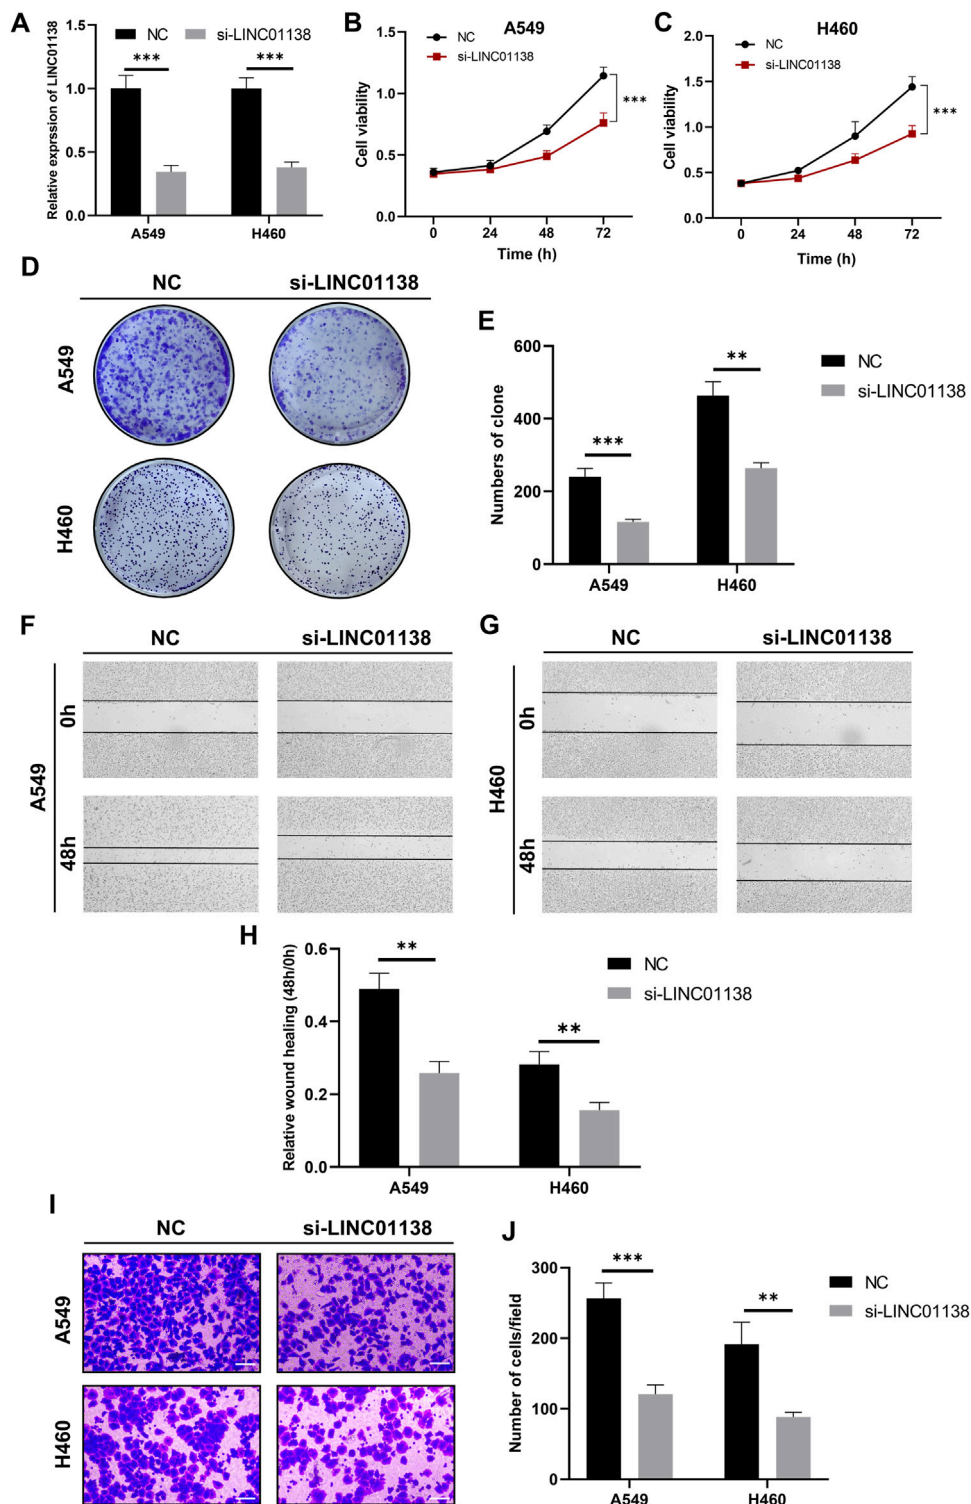 A
Relative exprssion of LINC01138
1.5
1.0
0.5
0.0
NC
si-LINC01138
***
***
A549
H460
B
A549
NC
si-LINC01138
Cell viability
1.5
1.0
0.5
0.0
***
0
24
48
72
Time (h)
C
H460
NC
si-LINC01138
Cell viability
2.0
1.5
1.0
0.5
0.0
***
0
24
48
72
Time (h)
D
NC
si-LINC01138
A549
H460
E
Numbers of clone
600
400
200
0
***
**
NC
si-LINC01138
A549
H460
F
NC
si-LINC01138
A549
0h
48h
G
NC
si-LINC01138
H460
0h
48h
H
Relative wound healing (48h/0h)
0.6
0.4
0.2
0.0
**
**
NC
si-LINC01138
A549
H460
I
NC
si-LINC01138
A549
H460
J
Number of cells/field
300
200
100
0
***
**
NC
si-LINC01138
A549
H460